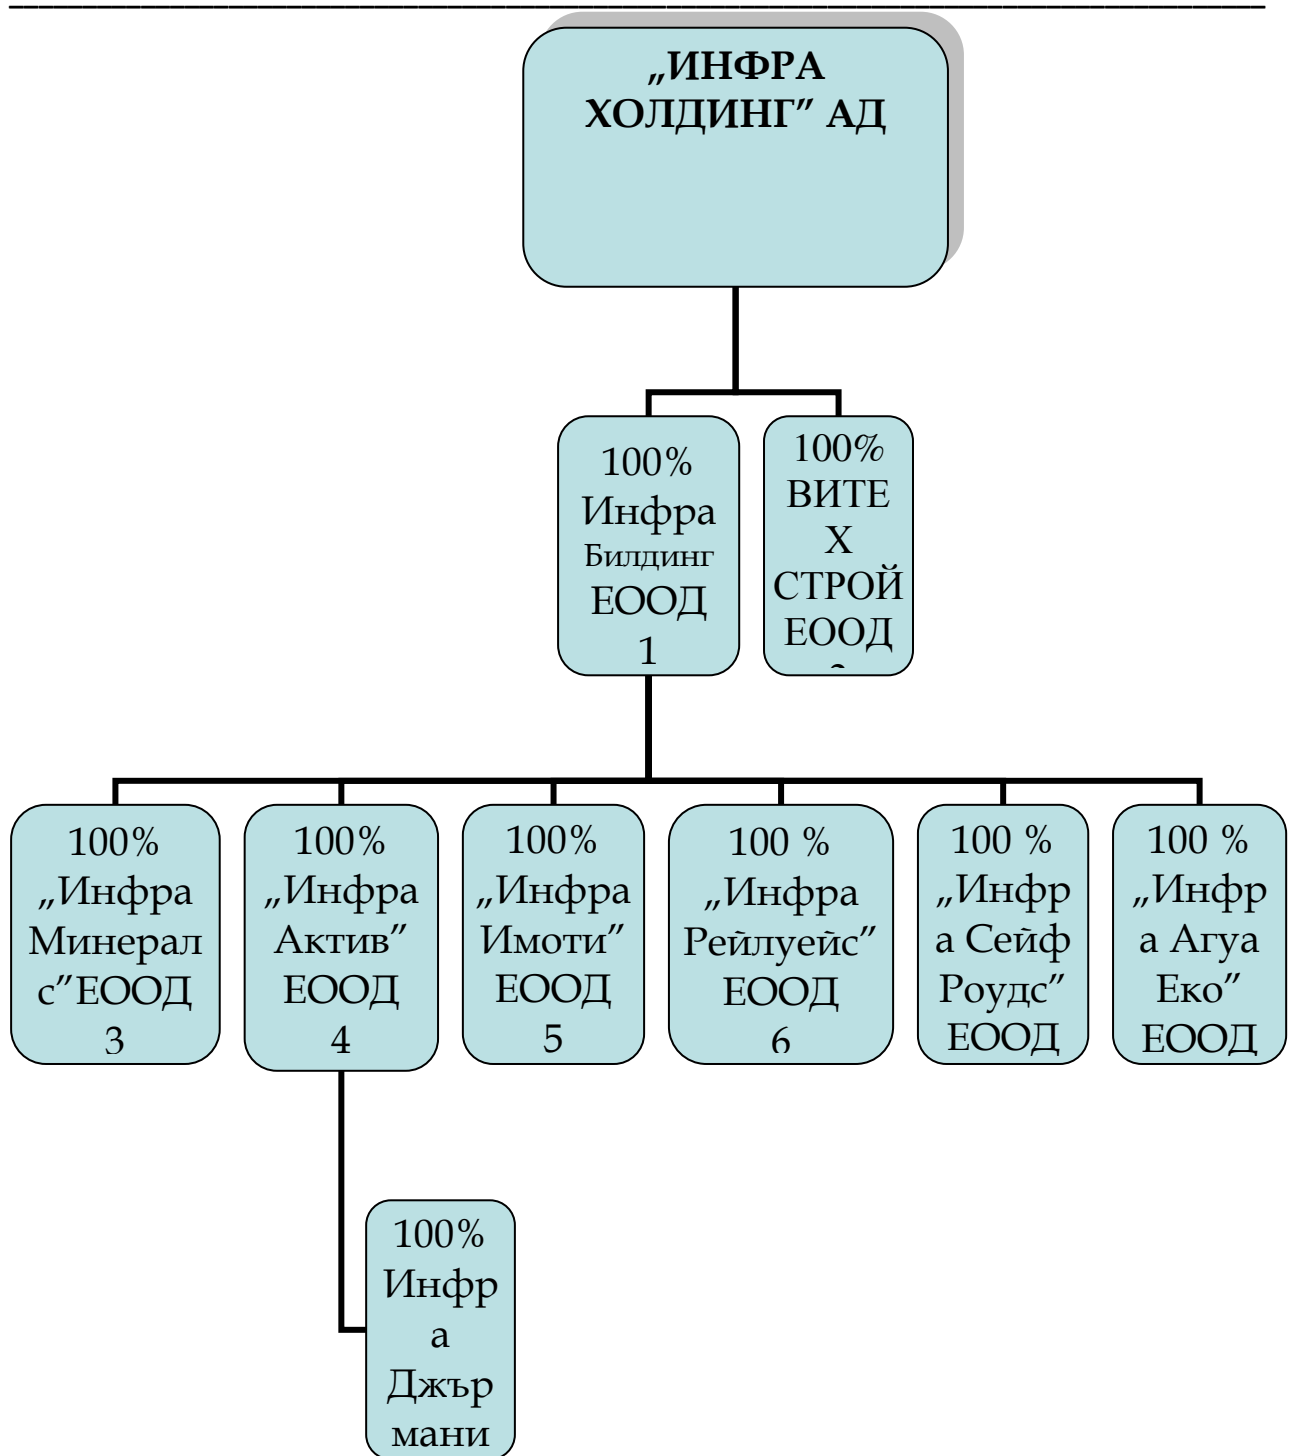 „ИНФРА
ХОЛДИНГ” АД
100%
Инфра
Билдинг
ЕООД
1
100%
ВИТЕ
Х
СТРОЙ
ЕООД
100%
„Инфра
Минерал
с”ЕООД
3
100%
„Инфра
Актив”
ЕООД
4
100%
„Инфра
Имоти”
ЕООД
5
100 %
„Инфра
Рейлуейс”
ЕООД
6
100 %
„Инфр
а Сейф
Роудс”
ЕООД
100 %
„Инфр
а Агуа
Еко”
ЕООД
100%
Инфр
а
Джър
мани